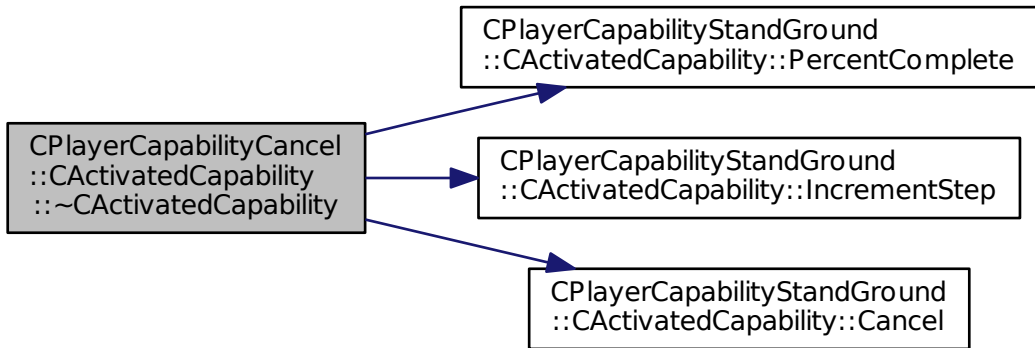 CPlayerCapabilityCancel
::CActivatedCapability
::~CActivatedCapability
CPlayerCapabilityStandGround
::CActivatedCapability::PercentComplete
CPlayerCapabilityStandGround
::CActivatedCapability::IncrementStep
CPlayerCapabilityStandGround
::CActivatedCapability::Cancel